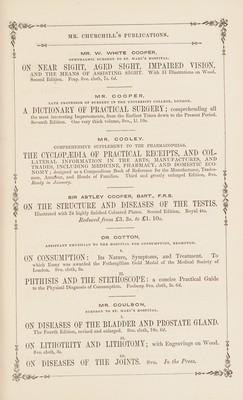 MR. CHURCHILL'S PUBLICATIONS.
MR. W. WHITE COOPER,
OPHTHALMIC SURGEON TO ST. MARY'S HOSPITAL.
ON NEAR SIGHT, AGED SIGHT, IMPAIRED VISION,
AND THE MEANS OF ASSISTING SIGHT. With 31 Illustrations on Wood.
Second Edition. Fcap. 8vo. cloth, 7s. 6d.
MR. COOPER,
LATE PROFESSOR OF SURGERY IN THE UNIVERSITY COLLEGE, LONDON.
A DICTIONARY OF PRACTICAL SURGERY; comprehending all
the most interesting Improvements, from the Earliest Times down to the Present Period.
Seventh Edition. One very thick volume, 8vo., 1l. 10s.
MR. COOLEY.
COMPREHENSIVE SUPPLEMENT TO THE PHARMACOPŒIAS.
THE CYCLOPÆDIA OF PRACTICAL RECEIPTS, AND COL-
LATERAL INFORMATION IN THE ARTS, MANUFACTURES, AND
TRADES, INCLUDING MEDICINE, PHARMACY, AND DOMESTIC ECO-
NOMY; designed as a Compendious Book of Reference for the Manufacturer, Trades-
man, Amateur, and Heads of Families. Third and greatly enlarged Edition, 8vo.
Ready in January.
SIR ASTLEY COOPER, BART., F.R.S.
ON THE STRUCTURE AND DISEASES OF THE TESTIS.
Illustrated with 24 highly finished Coloured Plates. Second Edition. Royal 4to.
Reduced from £3. 3s. to £1. 10s.
DR COTTON,
ASSISTANT PHYSICIAN TO THE HOSPITAL FOR CONSUMPTION, BROMPTON.
I.
ON CONSUMPTION: Its Nature, Symptoms, and Treatment. To
which Essay was awarded the Fothergillian Gold Medal of the Medical Society of
London. 8vo. cloth, 8s.
II.
PHTHISIS AND THE STETHOSCOPE: a concise Practical Guide
to the Physical Diagnosis of Consumption. Foolscap 8vo. cloth, 3s. 6d.
MR. COULSON,
SURGEON TO ST. MARY'S HOSPITAL.
I.
ON DISEASES OF THE BLADDER AND PROSTATE GLAND.
The Fourth Edition, revised and enlarged. 8vo. cloth, 10s. 6d.
II.
ON LITHOTRITY AND LITHOTOMY; with Engravings on Wood.
8vo. cloth, 8s.
III.
ON DISEASES OF THE JOINTS. 8vo. In the Press.